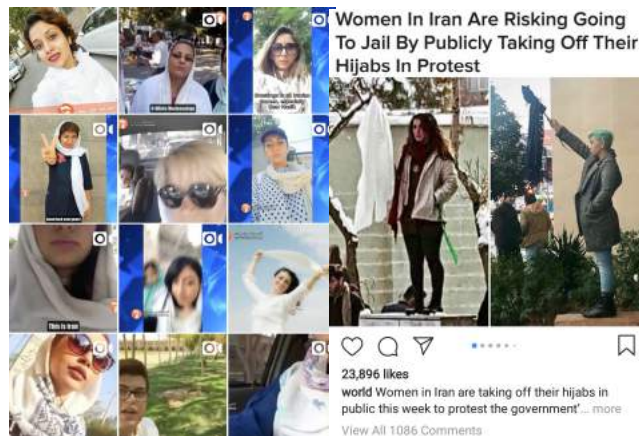 Women In Iran Are Risking Going
To Jail By Publicly Taking Off Their
Hijabs In Protest
# White Wednesdays
This is Iran
23,896 likes
world Women in Iran are taking off their hijabs in
public this week to protest the government'... more
View All 1086 Comments